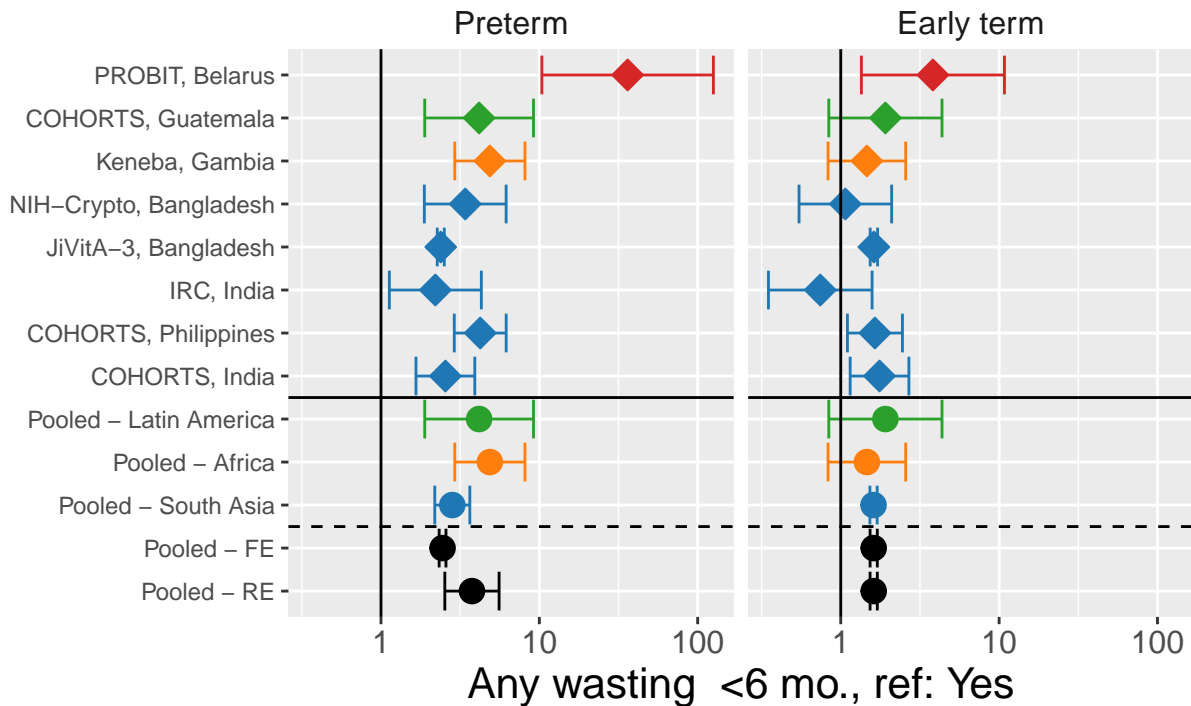 Preterm Early term
PROBIT, Belarus
COHORTS, Guatemala
Keneba, Gambia
NIH−Crypto, Bangladesh
JiVitA−3, Bangladesh
IRC, India
COHORTS, Philippines
COHORTS, India
Pooled − Latin America
Pooled − Africa
Pooled − South Asia
Pooled − FE
Pooled − RE
1 10 100 1 10 100
Any wasting <6 mo., ref: Yes